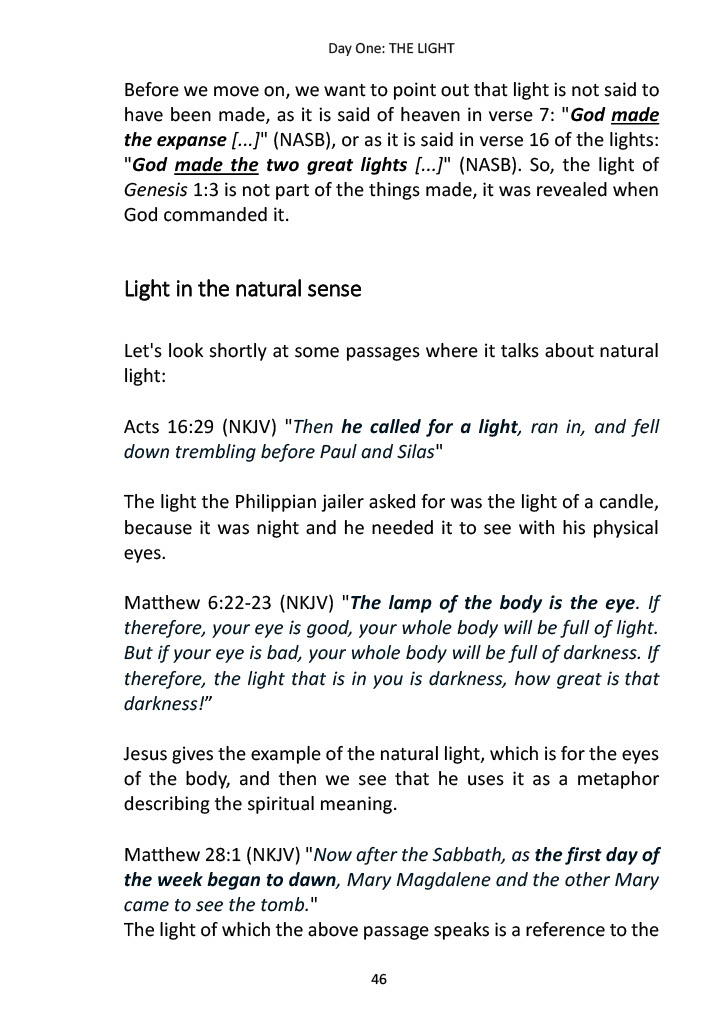 Day One: THE LIGHT
Before we move on, we want to point out that light is not said to
have been made, as it is said of heaven in verse 7: "God made
the expanse [...]" (NASB), or as it is said in verse 16 of the lights:
"God made the two great lights [...]" (NASB). So, the light of
Genesis 1:3 is not part of the things made, it was revealed when
God commanded it.
Light in the natural sense
Let's look shortly at some passages where it talks about natural
light:
Acts 16:29 (NKJV) "Then he called for a light, ran in, and fell
down trembling before Paul and Silas"
The light the Philippian jailer asked for was the light of a candle,
because it was night and he needed it to see with his physical
eyes.
Matthew 6:22-23 (NKJV) "The lamp of the body is the eye. If
therefore, your eye is good, your whole body will be full of light.
But if your eye is bad, your whole body will be full of darkness. If
therefore, the light that is in you is darkness, how great is that
darkness!”
Jesus gives the example of the natural light, which is for the eyes
of the body, and then we see that he uses it as a metaphor
describing the spiritual meaning.
Matthew 28:1 (NKJV) "Now after the Sabbath, as the first day of
the week began to dawn, Mary Magdalene and the other Mary
came to see the tomb."
The light of which the above passage speaks is a reference to the
46